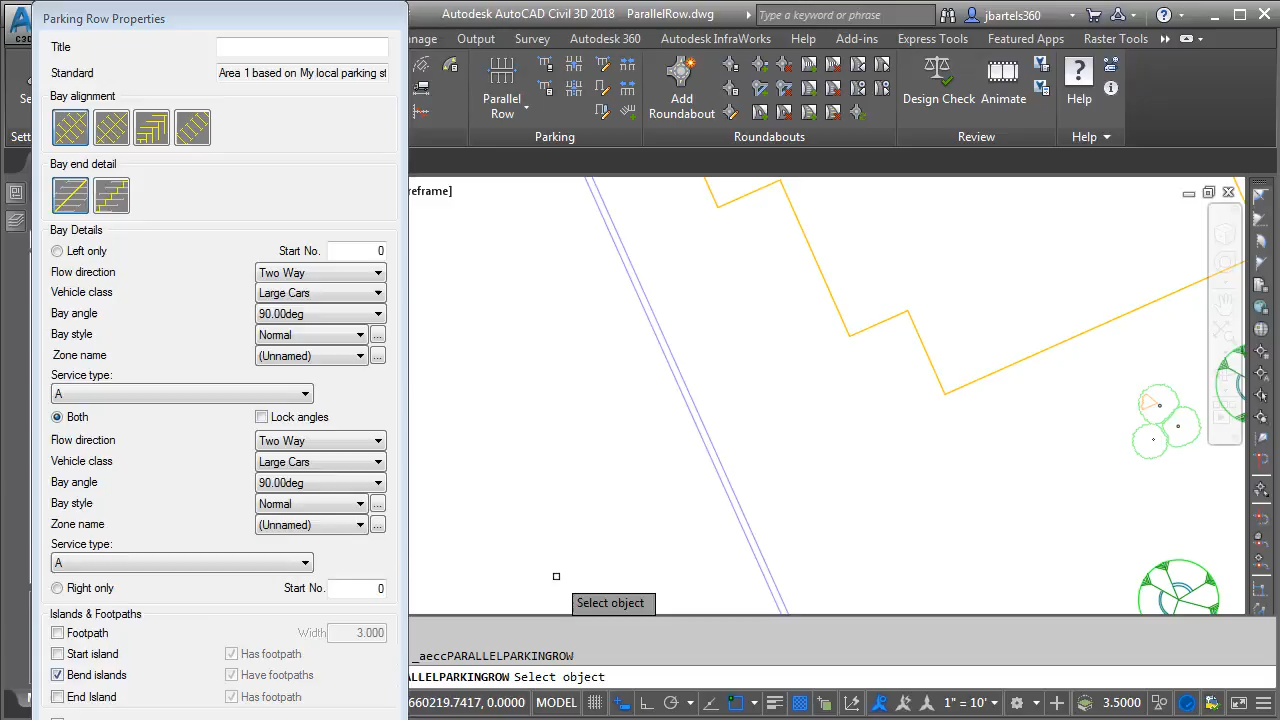 Parking Row Properties
Autodesk AutoCAD Civil 3D 2018 ParallelRow.dwg
Type a keyword or phrase
jbartels360
nage Output Survey Autodesk 360 Autodesk InfraWorks Help Add-ins Express Tools Featured Apps Raster Tools
Title
Standard Area 1 based on My local parking st
Bay alignment
Parallel
Row
Add
Roundabout
Design Check Animate Help
Parking Roundabouts Review Help
Bay end detail
reframe]
Bay Details
Left only Start No. 0
Flow direction Two Way
Vehicle class Large Cars
Bay angle 90.00deg
Bay style Normal ...
Zone name (Unnamed) ...
Service type:
A
Both Lock angles
Flow direction Two Way
Vehicle class Large Cars
Bay angle 90.00deg
Bay style Normal ...
Zone name (Unnamed) ...
Service type:
A
Right only Start No. 0
Select object
Islands & Footpaths
Footpath Width 3.000
Start island Has footpath
_aeccPARALLELPARKINGROW
Bend islands Have footpaths
ALLELPARKINGROW Select object
End Island Has footpath
660219.7417, 0.0000 MODEL 1" = 10' 3.5000